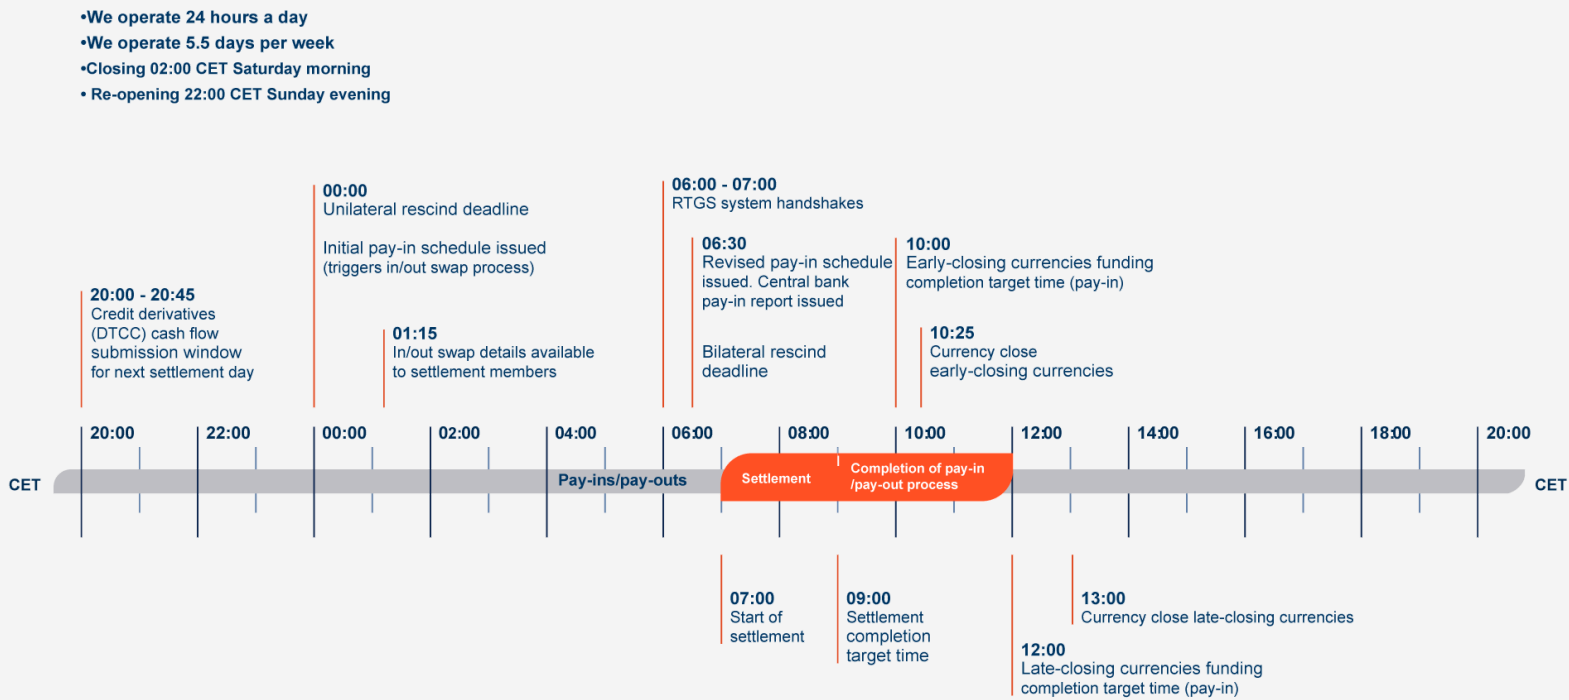 •We operate 24 hours a day
•We operate 5.5 days per week
•Closing 02:00 CET Saturday morning
• Re-opening 22:00 CET Sunday evening
20:00 - 20:45
Credit derivatives
(DTCC) cash flow
submission window
for next settlement day
00:00
Unilateral rescind deadline
Initial pay-in schedule issued
(triggers in/out swap process)
01:15
In/out swap details available
to settlement members
06:00 - 07:00
RTGS system handshakes
06:30
Revised pay-in schedule
issued. Central bank
pay-in report issued
Bilateral rescind
deadline
10:00
Early-closing currencies funding
completion target time (pay-in)
10:25
Currency close
early-closing currencies
20:00 22:00 00:00 02:00 04:00 06:00 08:00 10:00 12:00 14:00 16:00 18:00 20:00
CET
Pay-ins/pay-outs
Settlement
Completion of pay-in
/pay-out process
CET
07:00
Start of
settlement
09:00
Settlement
completion
target time
13:00
Currency close late-closing currencies
12:00
Late-closing currencies funding
completion target time (pay-in)